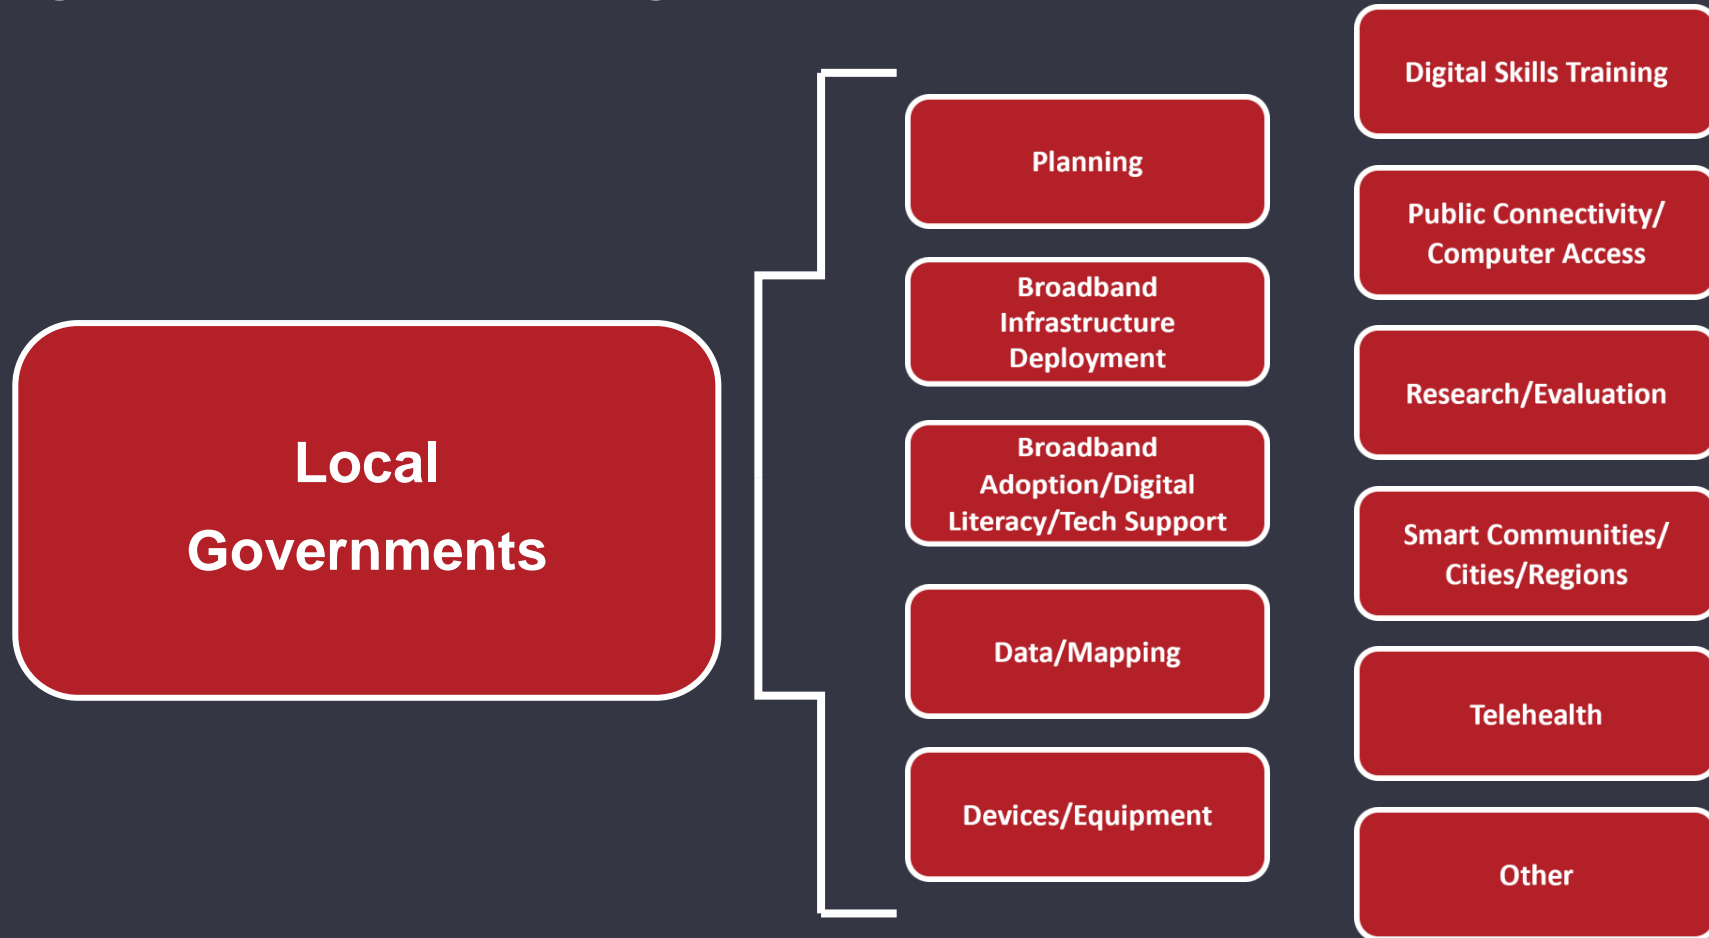 Local
Governments
Planning
Broadband
Infrastructure
Deployment
Broadband
Adoption/Digital
Literacy/Tech Support
Data/Mapping
Devices/Equipment
Digital Skills Training
Public Connectivity/
Computer Access
Research/Evaluation
Smart Communities/
Cities/Regions
Telehealth
Other